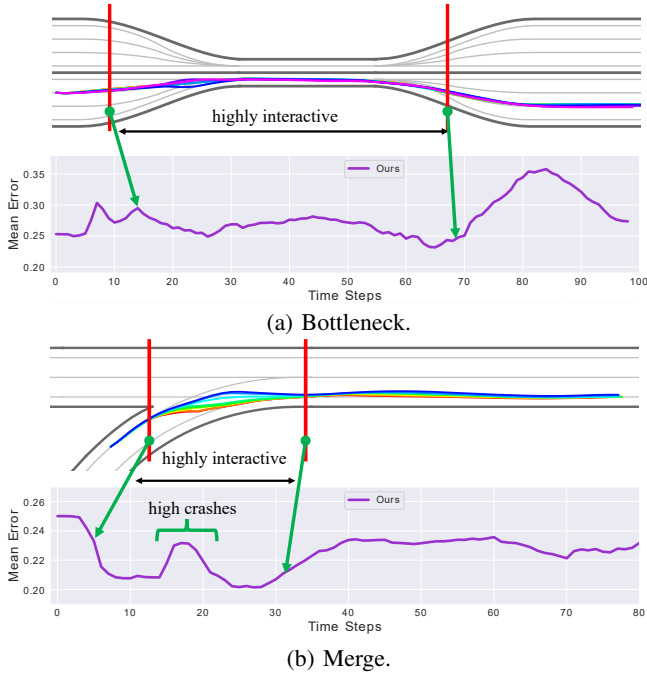 highly interactive
Ours
0.35
0.30
0.25
0.20
Mean Error
0 10 20 30 40 50 60 70 80 90 100
Time Steps
(a) Bottleneck.
highly interactive
high crashes
Ours
0.26
0.24
0.22
0.20
Mean Error
0 10 20 30 40 50 60 70 80
Time Steps
(b) Merge.